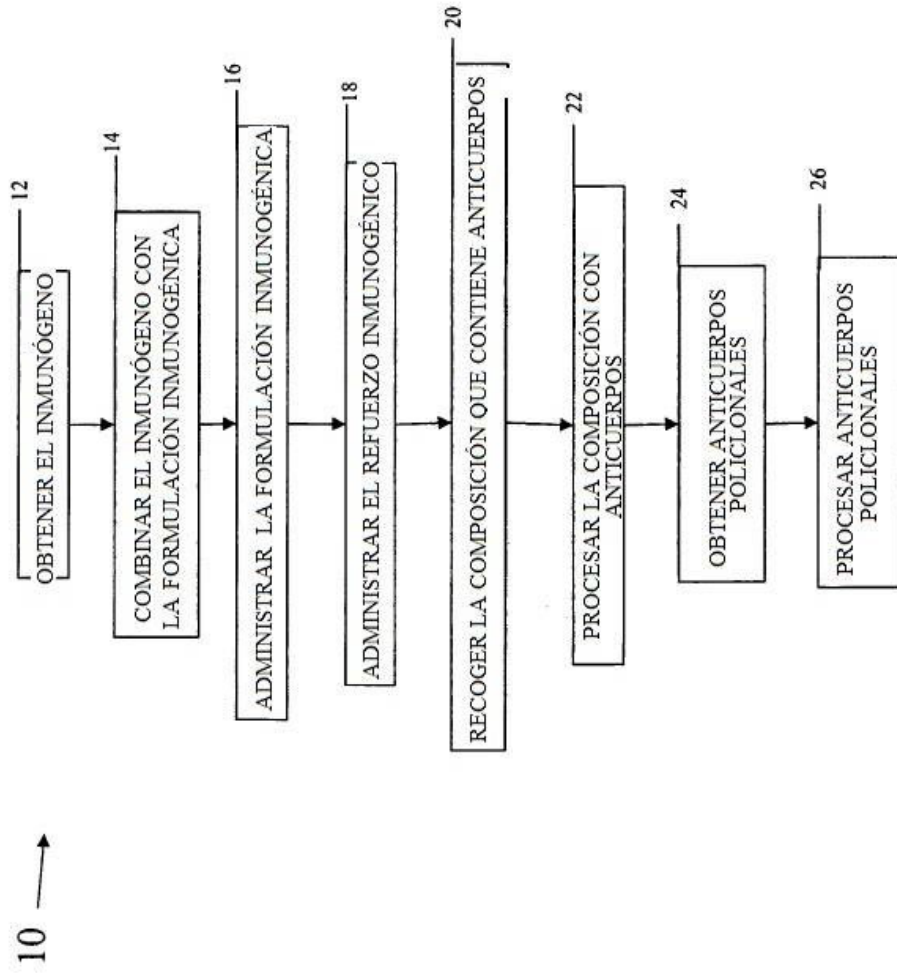 10
12
OBTENER EL INMUNÓGENO
14
COMBINAR EL INMUNÓGENO CON
LA FORMULACIÓN INMUNOGÉNICA
16
ADMINISTRAR LA FORMULACIÓN INMUNOGÉNICA
18
ADMINISTRAR EL REFUERZO INMUNOGÉNICO
20
RECOGER LA COMPOSICIÓN QUE CONTIENE ANTICUERPOS
22
PROCESAR LA COMPOSICIÓN CON
ANTICUERPOS
24
OBTENER ANTICUERPOS
POLICLONALES
26
PROCESAR ANTICUERPOS
POLICLONALES